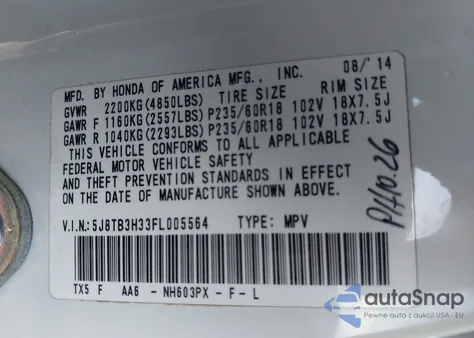 MFD. BY HONDA OF AMERICA MFG., INC. 08/'14
GVWR 2200KG(4850LBS) TIRE SIZE RIM SIZE
GAWR F 1160KG(2557LBS) P235/60R18 102V 18X7.5J
GAWR R 1040KG(2293LBS) P235/60R18 102V 18X7.5J
THIS VEHICLE CONFORMS TO ALL APPLICABLE
FEDERAL MOTOR VEHICLE SAFETY
AND THEFT PREVENTION STANDARDS IN EFFECT
ON THE DATE OF MANUFACTURE SHOWN ABOVE.
V.I.N.: 5J8TB3H33FL005564 TYPE: MPV
TX5 F AA6 - NH603PX - F - L
autoSnap
Pewne auta z aukcji USA i EU